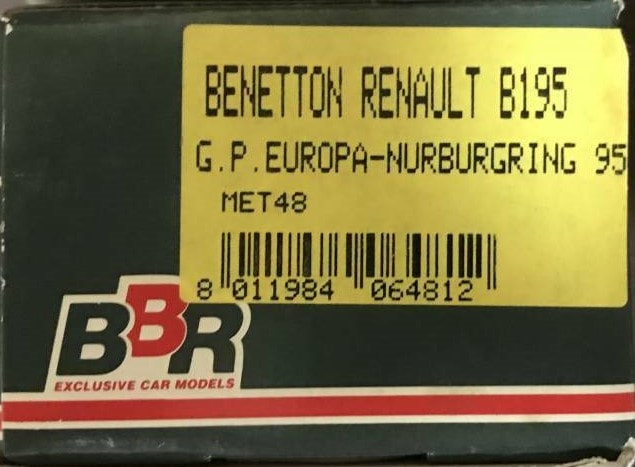 BENETTON RENAULT B195
G.P.EUROPA-NURBURGRING 95
MET48
8 011984 064812
BBR
EXCLUSIVE CAR MODELS